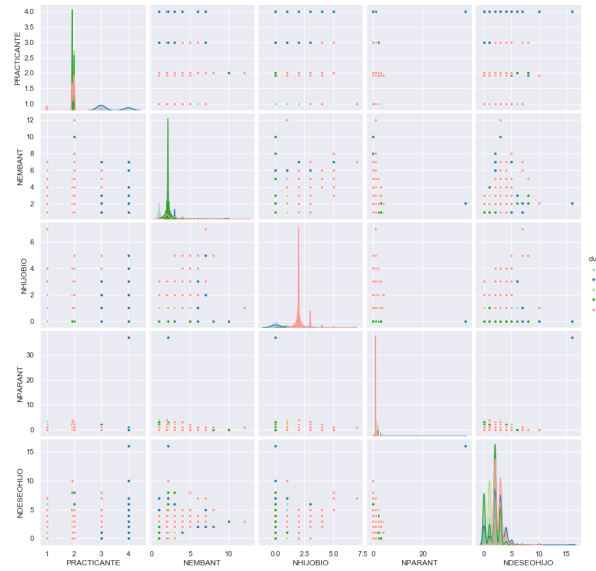 4.0
3.5
3.0
2.5
2.0
1.5
1.0
PRACTICANTE
12
10
8
6
4
2
NEMBANT
6
4
2
0
NHIJOBIO
du
30
20
10
0
NPARANT
15
10
5
0
NDESEOHIJO
1 2 3 4
PRACTICANTE
0 5 10
NEMBANT
0.0 2.5 5.0 7.5
NHIJOBIO
0 20
NPARANT
0 5 10 15
NDESEOHIJO